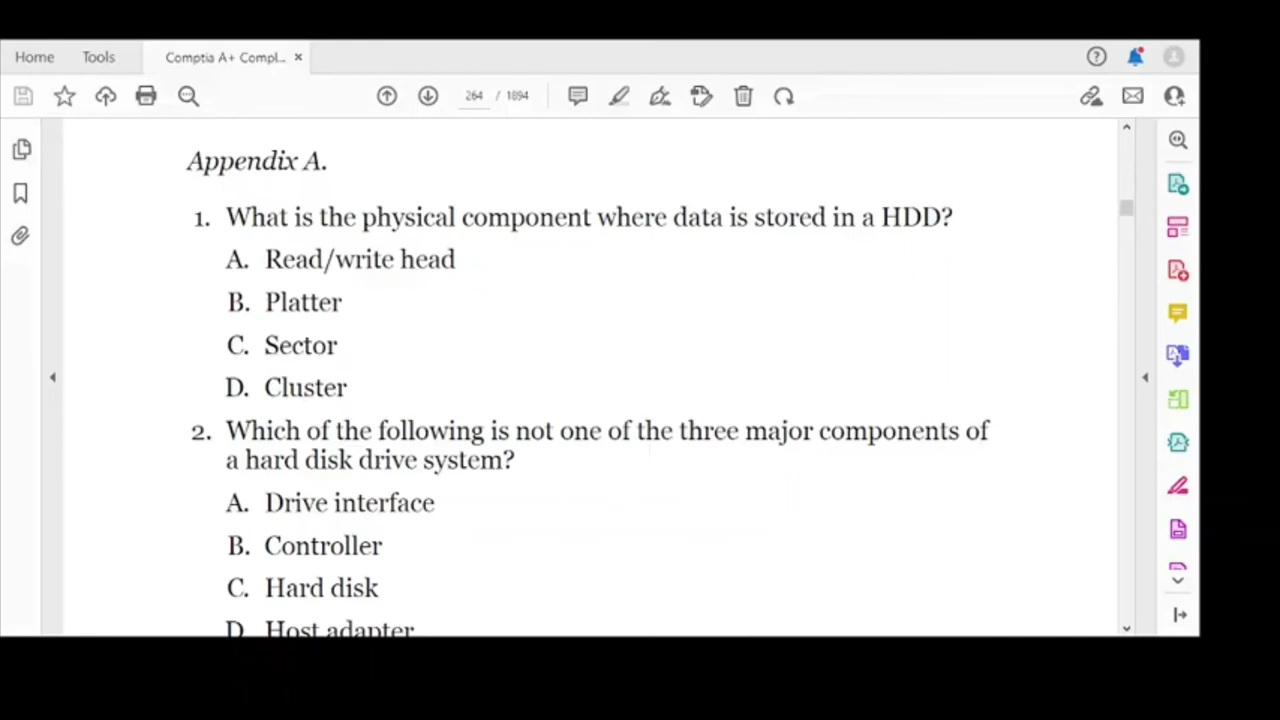 Home Tools Comptia A+ Compl... ×
264 / 1894
Appendix A.
1. What is the physical component where data is stored in a HDD?
A. Read/write head
B. Platter
C. Sector
D. Cluster
2. Which of the following is not one of the three major components of
a hard disk drive system?
A. Drive interface
B. Controller
C. Hard disk
D. Host adapter